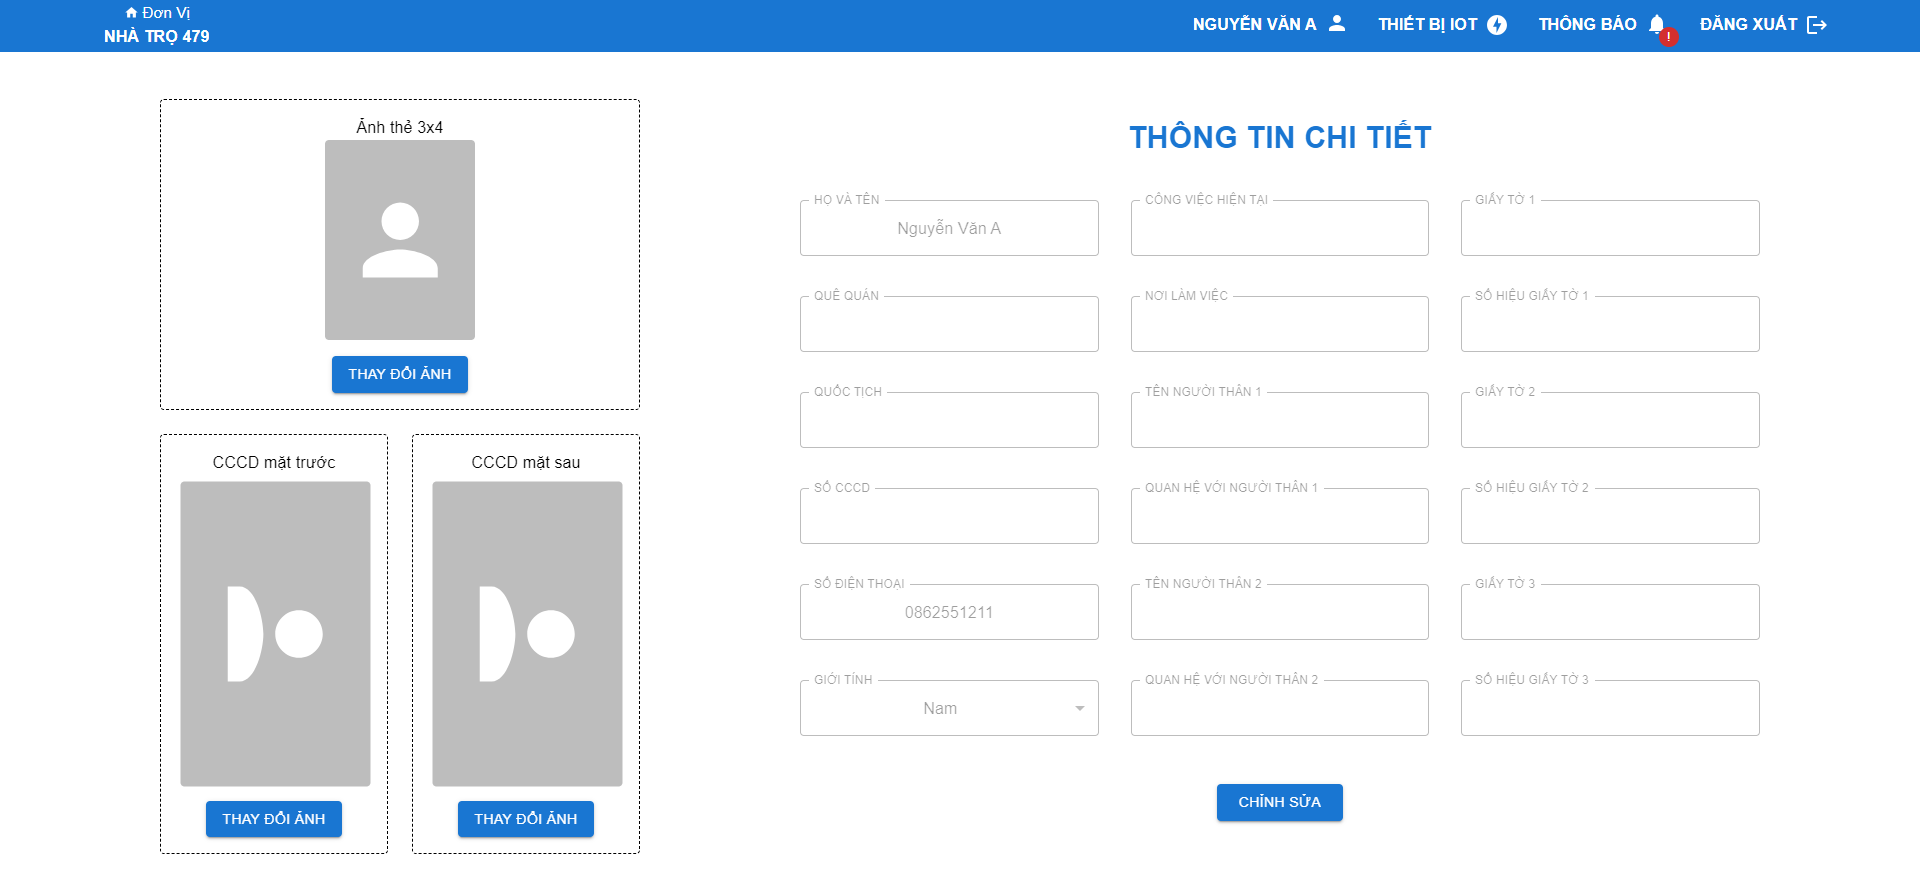 Đơn Vị
NHÀ TRỌ 479
NGUYỄN VĂN A
THIẾT BỊ IOT
THÔNG BÁO
!
ĐĂNG XUẤT
Ảnh thẻ 3x4
THAY ĐỔI ẢNH
CCCD mặt trước
THAY ĐỔI ẢNH
CCCD mặt sau
THAY ĐỔI ẢNH
THÔNG TIN CHI TIẾT
HỌ VÀ TÊN
Nguyễn Văn A
CÔNG VIỆC HIỆN TẠI
GIẤY TỜ 1
QUÊ QUÁN
NƠI LÀM VIỆC
SỐ HIỆU GIẤY TỜ 1
QUỐC TỊCH
TÊN NGƯỜI THÂN 1
GIẤY TỜ 2
SỐ CCCD
QUAN HỆ VỚI NGƯỜI THÂN 1
SỐ HIỆU GIẤY TỜ 2
SỐ ĐIỆN THOẠI
0862551211
TÊN NGƯỜI THÂN 2
GIẤY TỜ 3
GIỚI TÍNH
Nam
QUAN HỆ VỚI NGƯỜI THÂN 2
SỐ HIỆU GIẤY TỜ 3
CHỈNH SỬA